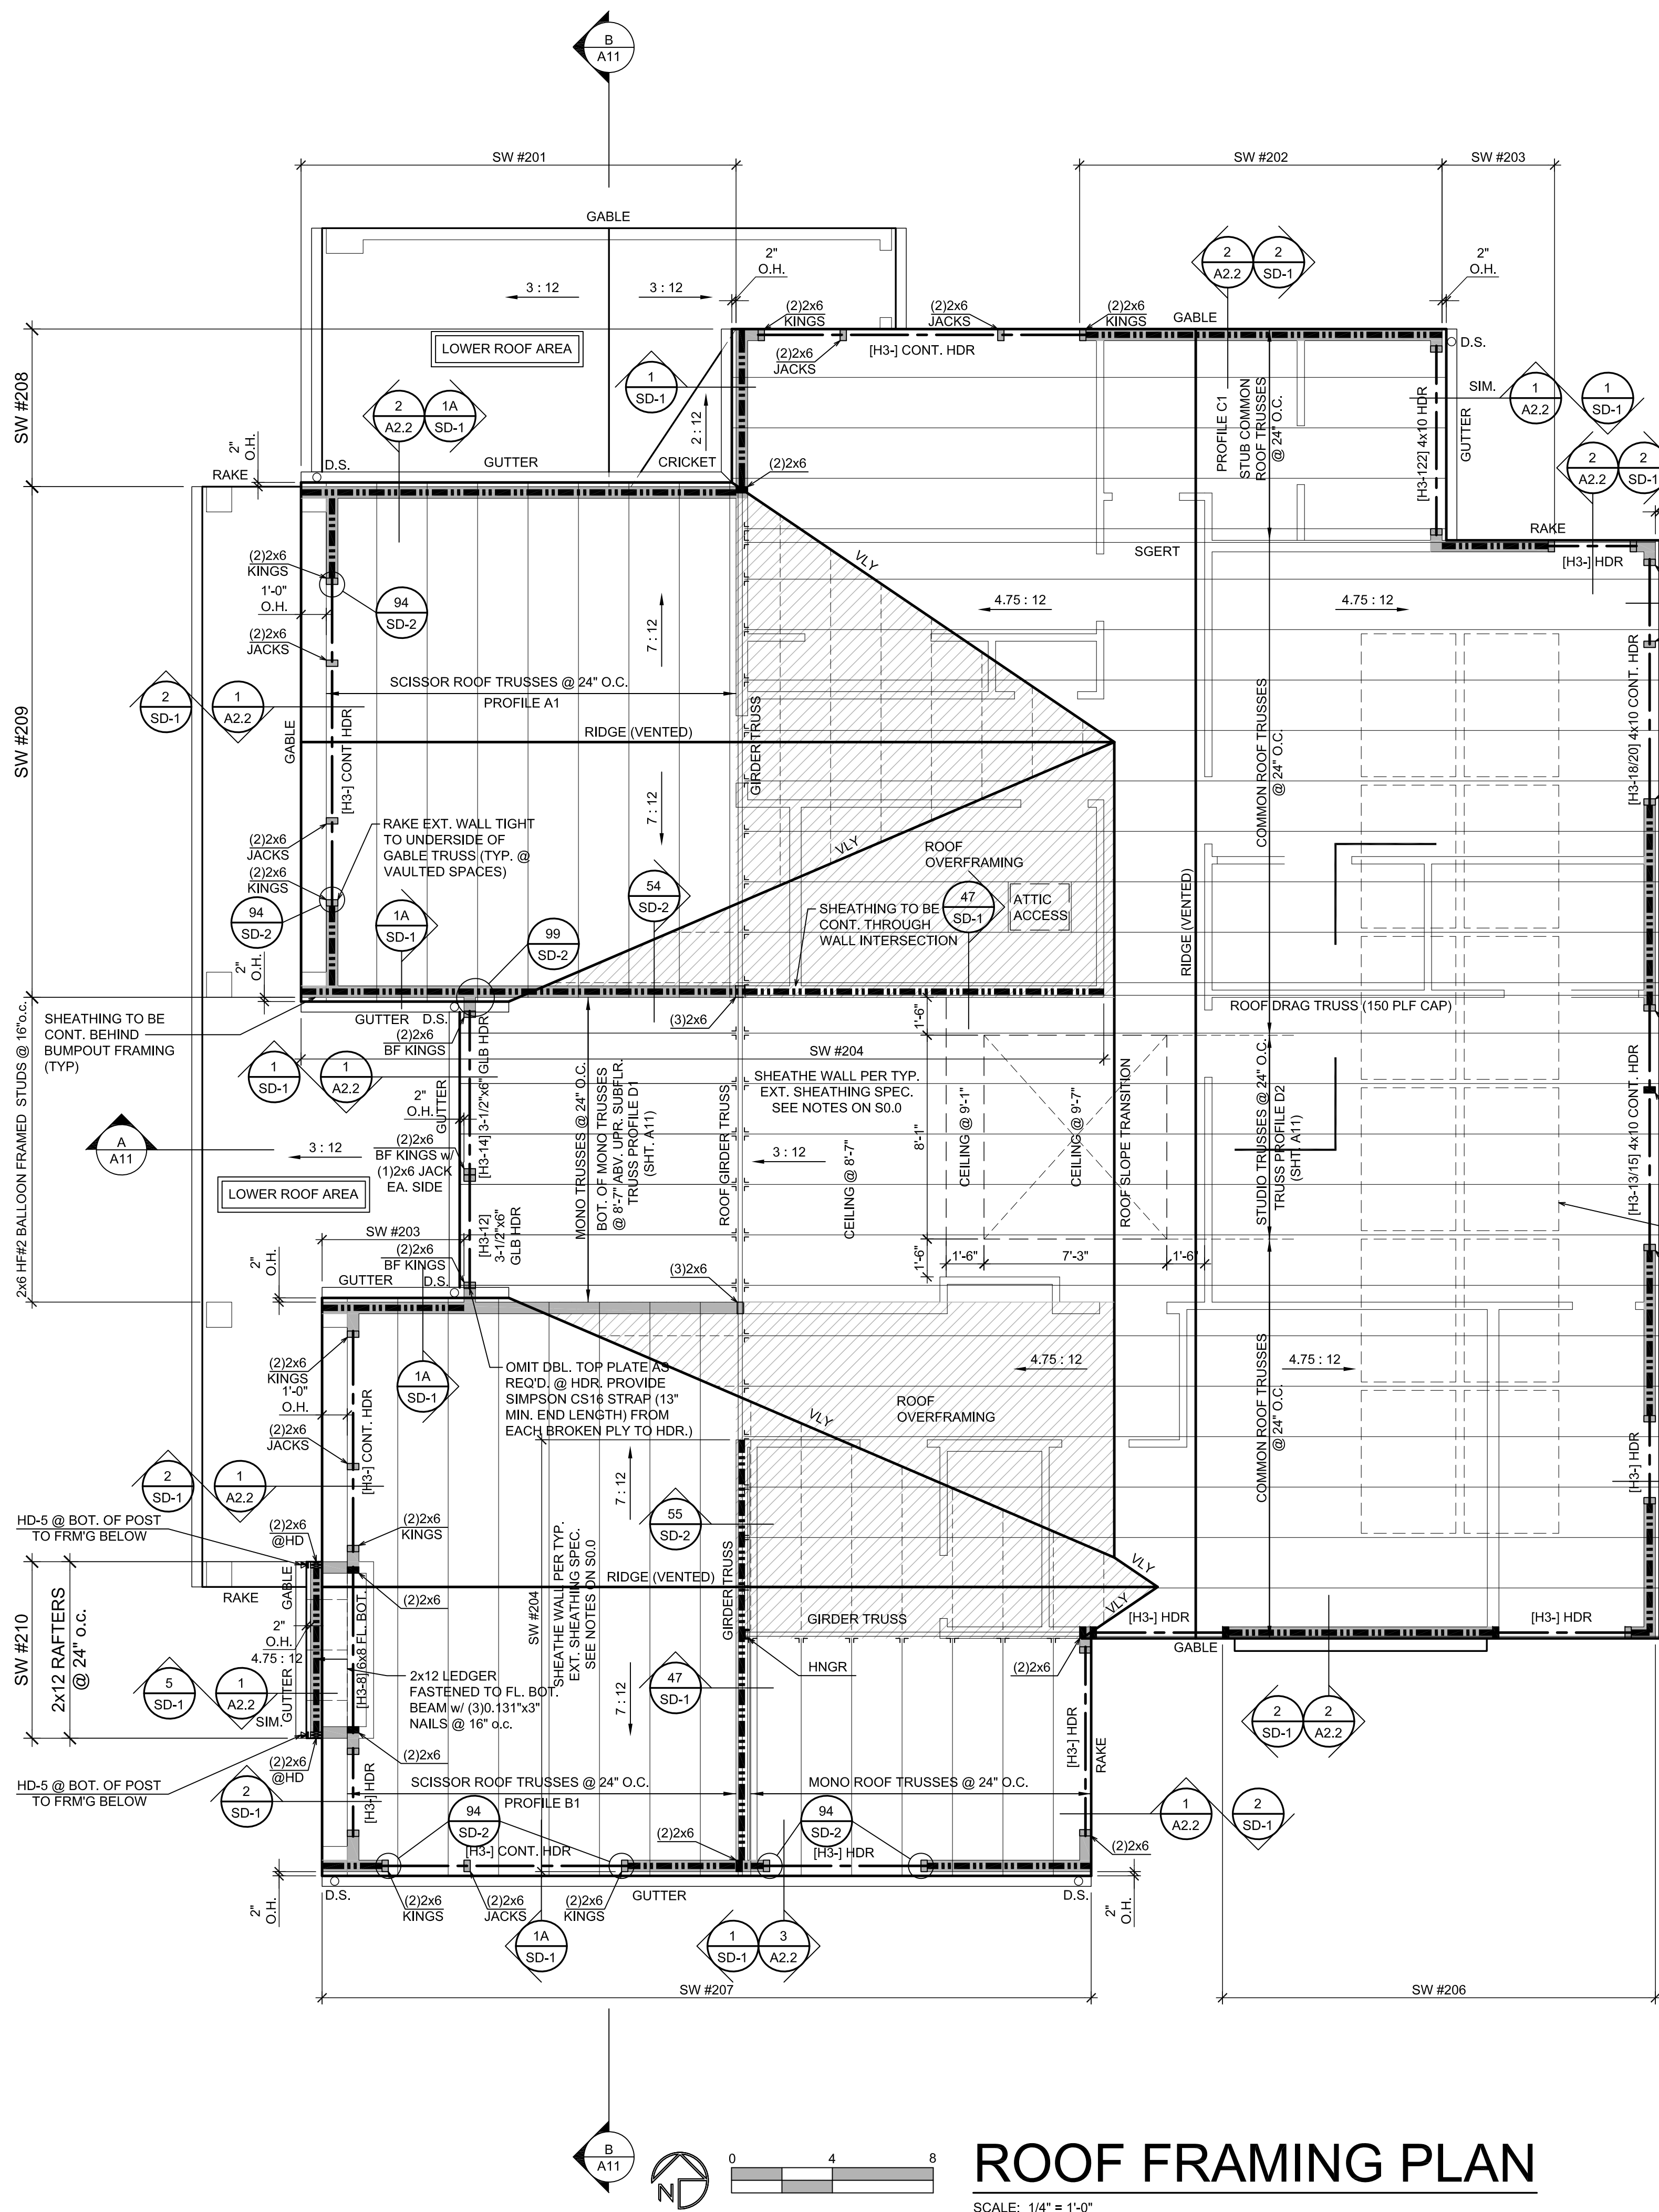 B
A11
SW #201
SW #202
SW #203
GABLE
2"
O.H.
2
A2.2
2
SD-1
2"
O.H.
3 : 12
3 : 12
(2)2x6
KINGS
(2)2x6
JACKS
(2)2x6
KINGS
GABLE
LOWER ROOF AREA
(2)2x6
JACKS
[H3-] CONT. HDR
D.S.
SW #208
1
SD-1
2 : 12
PROFILE C1
STUB COMMON
ROOF TRUSSES
@ 24" O.C.
[H3-122] 4x10 HDR
SIM.
1
A2.2
1
SD-1
GUTTER
2
A2.2
1A
SD-1
2"
O.H.
RAKE
D.S.
GUTTER
CRICKET
(2)2x6
2
A2.2
2
SD-1
RAKE
VLY
SGERT
[H3-] HDR
(2)2x6
KINGS
1'-0"
O.H.
94
SD-2
7 : 12
4.75 : 12
4.75 : 12
(2)2x6
JACKS
SCISSOR ROOF TRUSSES @ 24" O.C.
PROFILE A1
2
SD-1
1
A2.2
SW #209
GABLE
[H3-] CONT. HDR
RIDGE (VENTED)
GIRDER TRUSS
COMMON ROOF TRUSSES
@ 24" O.C.
[H3-18/20] 4x10 CONT. HDR
7 : 12
RAKE EXT. WALL TIGHT
TO UNDERSIDE OF
GABLE TRUSS (TYP. @
VAULTED SPACES)
(2)2x6
JACKS
(2)2x6
KINGS
94
SD-2
VLY
ROOF
OVERFRAMING
54
SD-2
47
SD-1
ATTIC
ACCESS
RIDGE (VENTED)
1A
SD-1
99
SD-2
SHEATHING TO BE
CONT. THROUGH
WALL INTERSECTION
2"
O.H.
2x6 HF#2 BALLOON FRAMED STUDS @ 16"o.c.
SHEATHING TO BE
CONT. BEHIND
BUMPOUT FRAMING
(TYP)
GUTTER
D.S.
(2)2x6
BF KINGS
(3)2x6
1'-6"
ROOF DRAG TRUSS (150 PLF CAP)
1
SD-1
1
A2.2
SW #204
SHEATHE WALL PER TYP.
EXT. SHEATHING SPEC.
SEE NOTES ON S0.0
2"
O.H.
GUTTER
[H3-14] 3-1/2"x6" GLB HDR
MONO TRUSSES @ 24" O.C.
BOT. OF MONO TRUSSES
@ 8'-7" ABV. UPR. SUBFLR.
TRUSS PROFILE D1
(SHT. A11)
ROOF GIRDER TRUSS
8'-1"
CEILING @ 9'-1"
CEILING @ 9'-7"
ROOF SLOPE TRANSITION
STUDIO TRUSSES @ 24" O.C.
TRUSS PROFILE D2
(SHT. A11)
[H3-13/15] 4x10 CONT. HDR
A
A11
3 : 12
(2)2x6
BF KINGS w/
(1)2x6 JACK
EA. SIDE
3 : 12
CEILING @ 8'-7"
LOWER ROOF AREA
SW #203
[H3-12]
3-1/2"x6"
GLB HDR
(2)2x6
BF KINGS
2"
O.H.
GUTTER
D.S.
(3)2x6
1'-6"
1'-6"
7'-3"
1'-6"
(2)2x6
KINGS
1'-0"
O.H.
1A
SD-1
OMIT DBL. TOP PLATE AS
REQ'D. @ HDR. PROVIDE
SIMPSON CS16 STRAP (13"
MIN. END LENGTH) FROM
EACH BROKEN PLY TO HDR.)
4.75 : 12
4.75 : 12
ROOF
OVERFRAMING
VLY
COMMON ROOF TRUSSES
@ 24" O.C.
[H3-] CONT. HDR
(2)2x6
JACKS
[H3-] HDR
2
SD-1
1
A2.2
7 : 12
HD-5 @ BOT. OF POST
TO FRM'G BELOW
(2)2x6
@HD
(2)2x6
KINGS
55
SD-2
SW #204
SHEATHE WALL PER TYP.
EXT. SHEATHING SPEC.
SEE NOTES ON S0.0
GIRDER TRUSS
VLY
VLY
RIDGE (VENTED)
SW #210
2x12 RAFTERS
@ 24" o.c.
RAKE
GABLE
(2)2x6
2"
O.H.
4.75 : 12
GIRDER TRUSS
[H3-] HDR
[H3-] HDR
GABLE
[H3-8] 6x8 FL. BOT.
5
SD-1
1
A2.2
SIM.
GUTTER
2x12 LEDGER
FASTENED TO FL. BOT.
BEAM w/ (3)0.131"x3"
NAILS @ 16" o.c.
7 : 12
47
SD-1
HNGR
(2)2x6
2
SD-1
2
A2.2
[H3-] HDR
RAKE
(2)2x6
@HD
(2)2x6
HD-5 @ BOT. OF POST
TO FRM'G BELOW
2
SD-1
[H3-] HDR
SCISSOR ROOF TRUSSES @ 24" O.C.
PROFILE B1
MONO ROOF TRUSSES @ 24" O.C.
94
SD-2
94
SD-2
1
A2.2
2
SD-1
(2)2x6
(2)2x6
[H3-] CONT. HDR
[H3-] HDR
2"
O.H.
D.S.
(2)2x6
KINGS
(2)2x6
JACKS
(2)2x6
KINGS
GUTTER
D.S.
2"
O.H.
1A
SD-1
1
SD-1
3
A2.2
SW #207
SW #206
B
A11
N
0
4
8
ROOF FRAMING PLAN
SCALE: 1/4" = 1'-0"